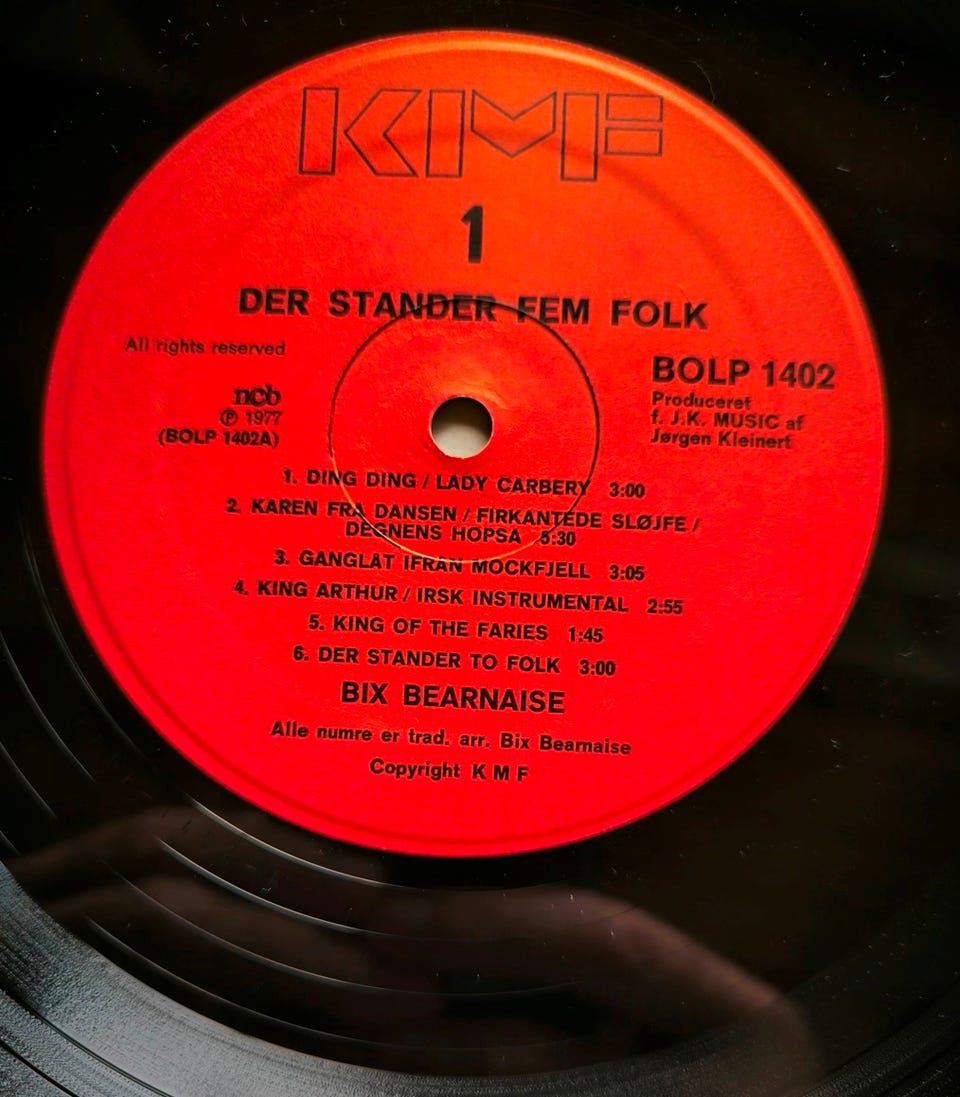 KMF
1
DER STANDER FEM FOLK
All rights reserved
ncb
Ⓟ 1977
(BOLP 1402A)
BOLP 1402
Produceret
f. J.K. MUSIC af
Jørgen Kleinert
1. DING DING / LADY CARBERY 3:00
2. KAREN FRA DANSEN / FIRKANTEDE SLØJFE /
DEGNENS HOPSA 5:30
3. GANGLAT IFRÅN MOCKFJELL 3:05
4. KING ARTHUR / IRSK INSTRUMENTAL 2:55
5. KING OF THE FARIES 1:45
6. DER STANDER TO FOLK 3:00
BIX BEARNAISE
Alle numre er trad. arr. Bix Bearnaise
Copyright K M F